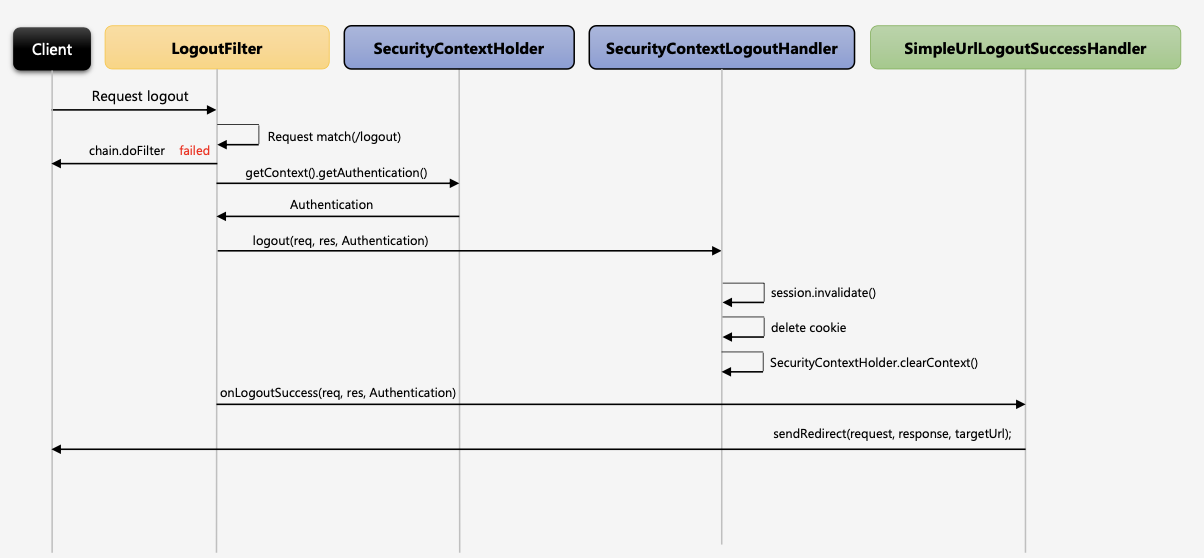 Client
LogoutFilter
SecurityContextHolder
SecurityContextLogoutHandler
SimpleUrlLogoutSuccessHandler
Request logout
Request match(/logout)
chain.doFilter failed
getContext().getAuthentication()
Authentication
logout(req, res, Authentication)
session.invalidate()
delete cookie
SecurityContextHolder.clearContext()
onLogoutSuccess(req, res, Authentication)
sendRedirect(request, response, targetUrl);